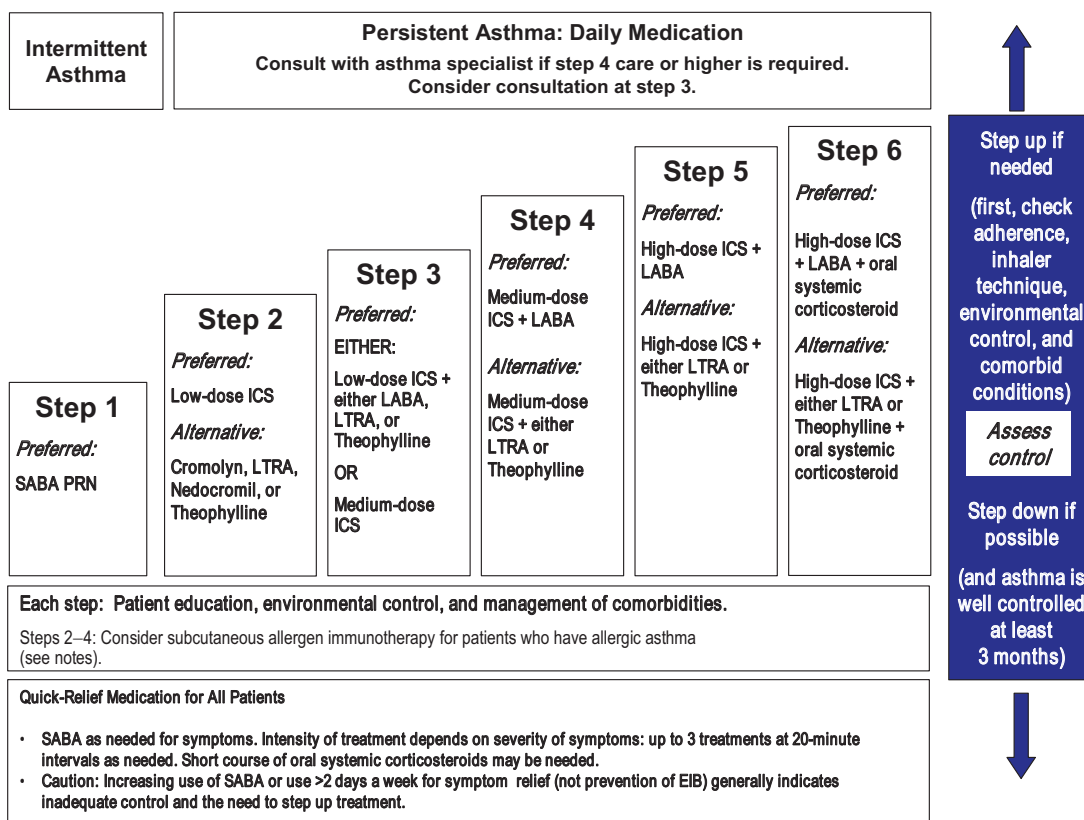 Intermittent
Asthma
Persistent Asthma: Daily Medication
Consult with asthma specialist if step 4 care or higher is required.
Consider consultation at step 3.
Step 1
Preferred:
SABA PRN
Step 2
Preferred:
Low-dose ICS
Alternative:
Cromolyn, LTRA,
Nedocromil, or
Theophylline
Step 3
Preferred:
EITHER:
Low-dose ICS +
either LABA,
LTRA, or
Theophylline
OR
Medium-dose
ICS
Step 4
Preferred:
Medium-dose
ICS + LABA
Alternative:
Medium-dose
ICS + either
LTRA or
Theophylline
Step 5
Preferred:
High-dose ICS +
LABA
Alternative:
High-dose ICS +
either LTRA or
Theophylline
Step 6
Preferred:
High-dose ICS
+ LABA + oral
systemic
corticosteroid
Alternative:
High-dose ICS +
either LTRA or
Theophylline +
oral systemic
corticosteroid
Step up if
needed
(first, check
adherence,
inhaler
technique,
environmental
control, and
comorbid
conditions)
Assess
control
Step down if
possible
(and asthma is
well controlled
at least
3 months)
Each step: Patient education, environmental control, and management of comorbidities.
Steps 2–4: Consider subcutaneous allergen immunotherapy for patients who have allergic asthma
(see notes).
Quick-Relief Medication for All Patients
• SABA as needed for symptoms. Intensity of treatment depends on severity of symptoms: up to 3 treatments at 20-minute
intervals as needed. Short course of oral systemic corticosteroids may be needed.
• Caution: Increasing use of SABA or use >2 days a week for symptom relief (not prevention of EIB) generally indicates
inadequate control and the need to step up treatment.